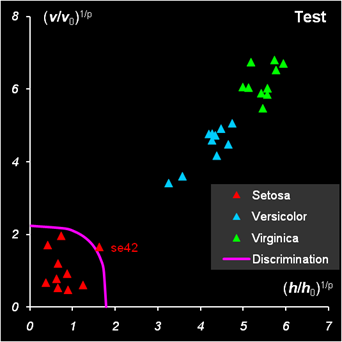 8
(v/v₀)^1/p
Test
6
4
Setosa
Versicolor
Virginica
Discrimination
2
se42
(h/h₀)^1/p
0
0 1 2 3 4 5 6 7